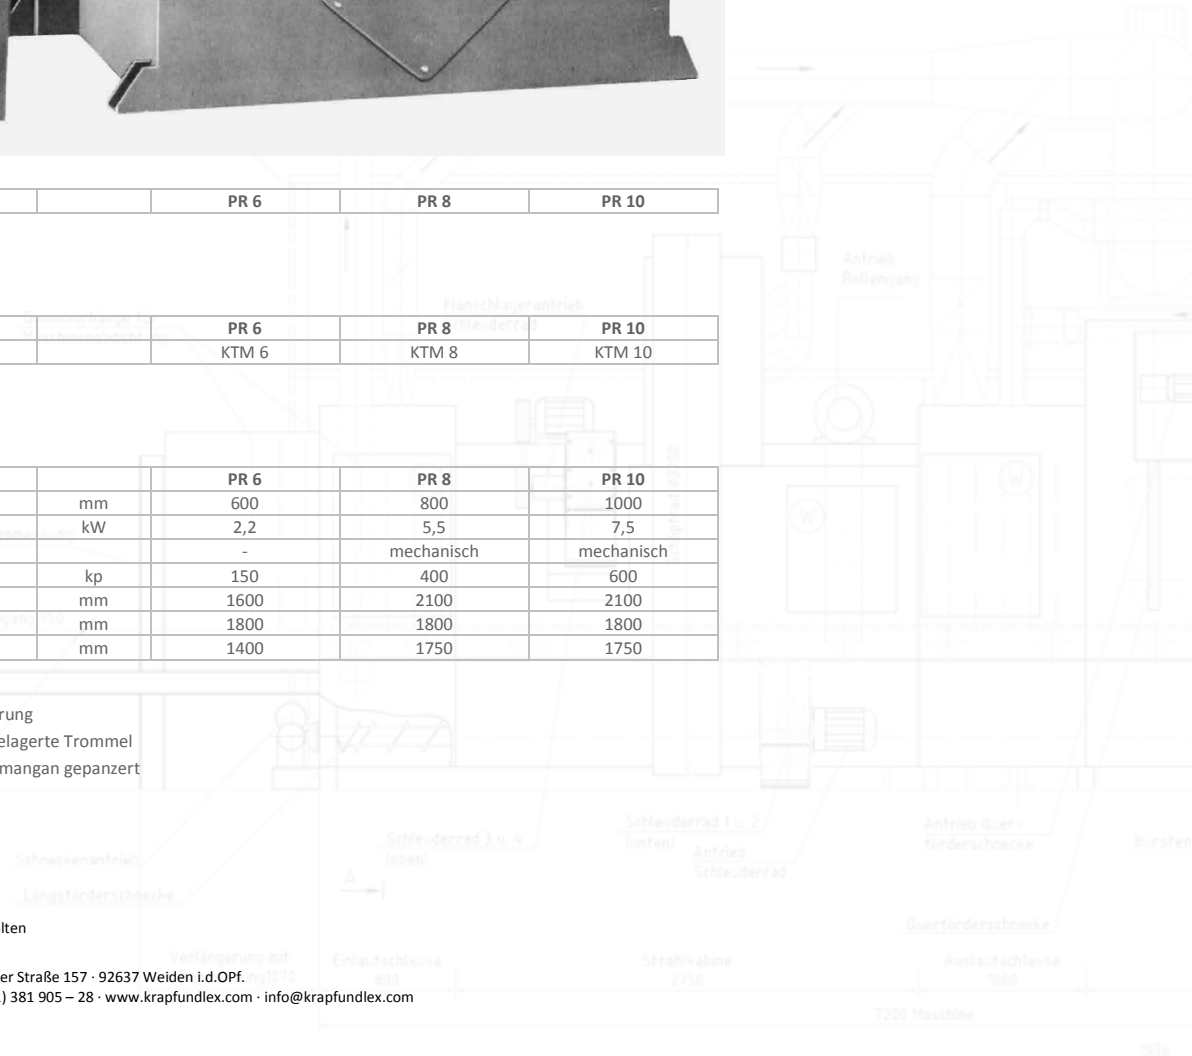 PR 6 PR 8 PR 10
Antrieb
Rollengang
Flanschlagerantrieb
Schleuderrad
PR 6 PR 8 PR 10
KTM 6 KTM 8 KTM 10
PR 6 PR 8 PR 10
mm 600 800 1000
kW 2,2 5,5 7,5
- mechanisch mechanisch
kp 150 400 600
mm 1600 2100 2100
mm 1800 1800 1800
mm 1400 1750 1750
W
W
rung
elagerte Trommel
mangan gepanzert
Schleuderrad 3 u. 4
(oben)
Schleuderrad 1 u. 2
(unten)
Antrieb
Schleuderrad
Antrieb Quer-
förderschnecke
Bürsten
Schneckenantrieb
A
Längsförderschnecke
Querförderschnecke
lten
Verlängerung mit
Einlaufschleuse
800
Strahlkabine
2750
Auslaufschleuse
1000
er Straße 157 · 92637 Weiden i.d.OPf.
) 381 905 – 28 · www.krapfundlex.com · info@krapfundlex.com
7200 Maschine
1936